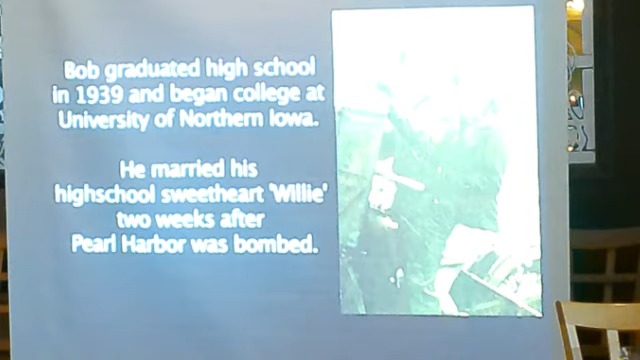 Bob graduated high school
in 1939 and began college at
University of Northern Iowa.
He married his
highschool sweetheart 'Willie'
two weeks after
Pearl Harbor was bombed.